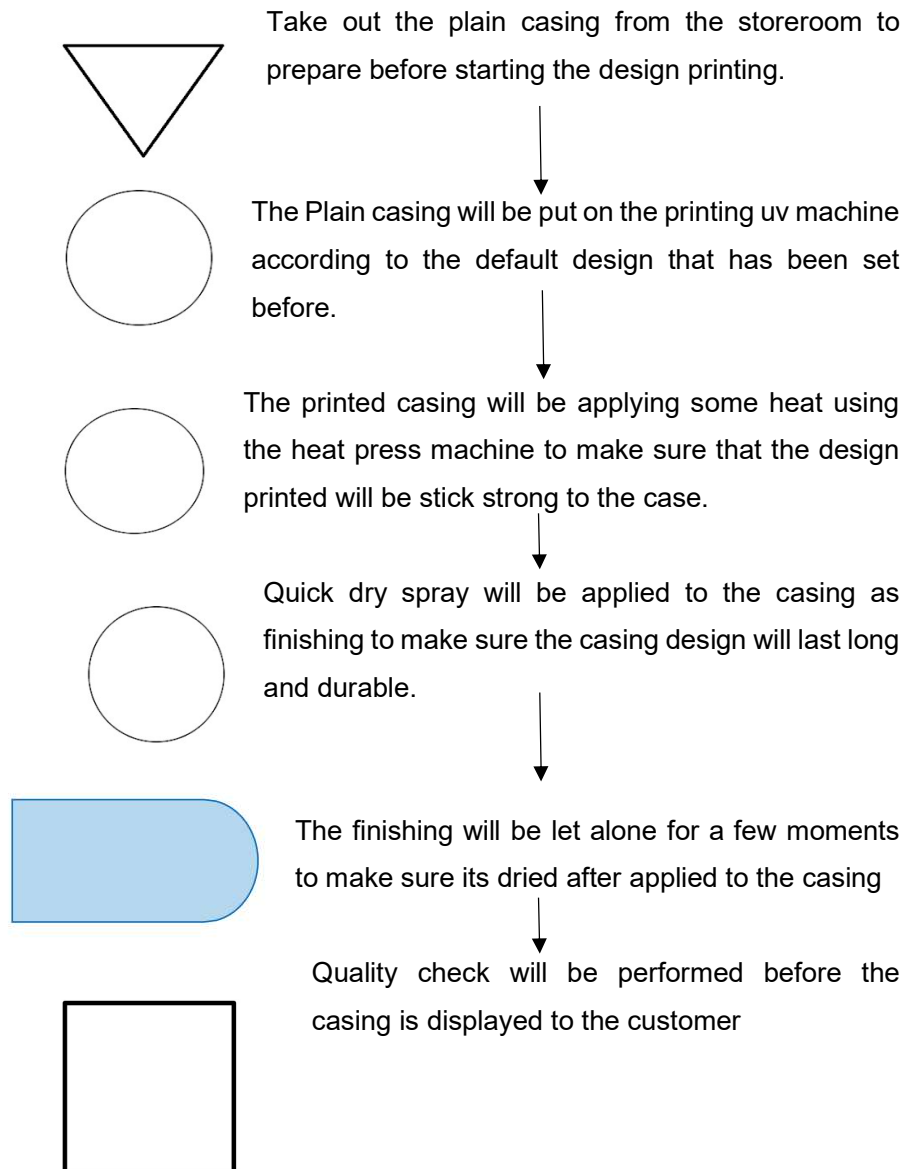 Take out the plain casing from the storeroom to
prepare before starting the design printing.
The Plain casing will be put on the printing uv machine
according to the default design that has been set
before.
The printed casing will be applying some heat using
the heat press machine to make sure that the design
printed will be stick strong to the case.
Quick dry spray will be applied to the casing as
finishing to make sure the casing design will last long
and durable.
The finishing will be let alone for a few moments
to make sure its dried after applied to the casing
Quality check will be performed before the
casing is displayed to the customer